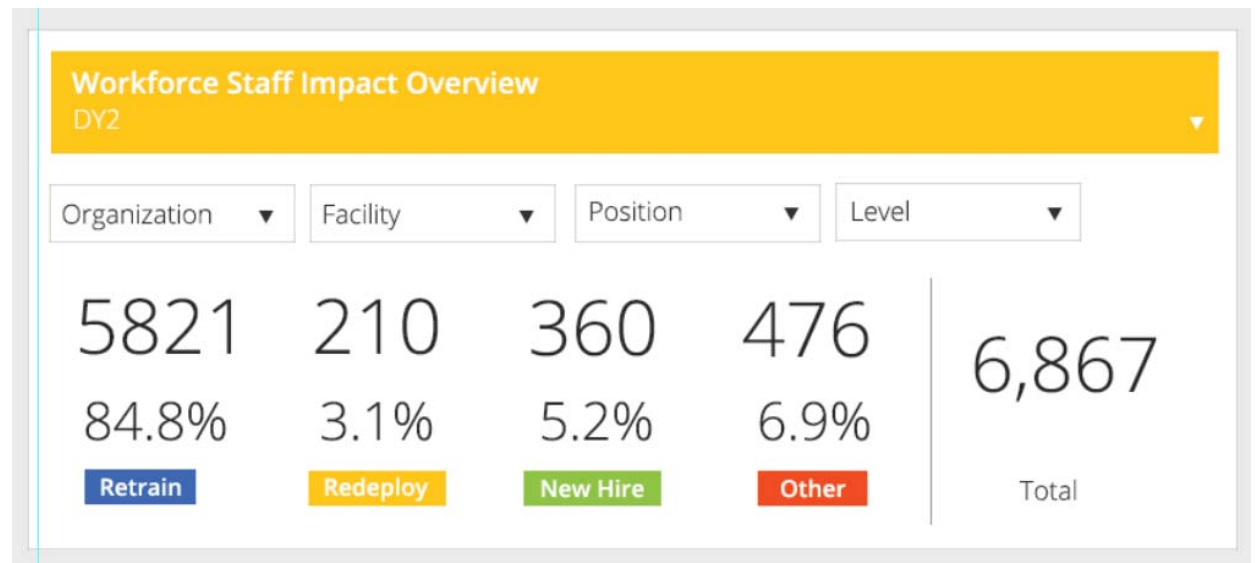 Workforce Staff Impact Overview
DY2
Organization ▼ Facility ▼ Position ▼ Level ▼
5821 210 360 476 6,867
84.8% 3.1% 5.2% 6.9%
Retrain Redeploy New Hire Other Total